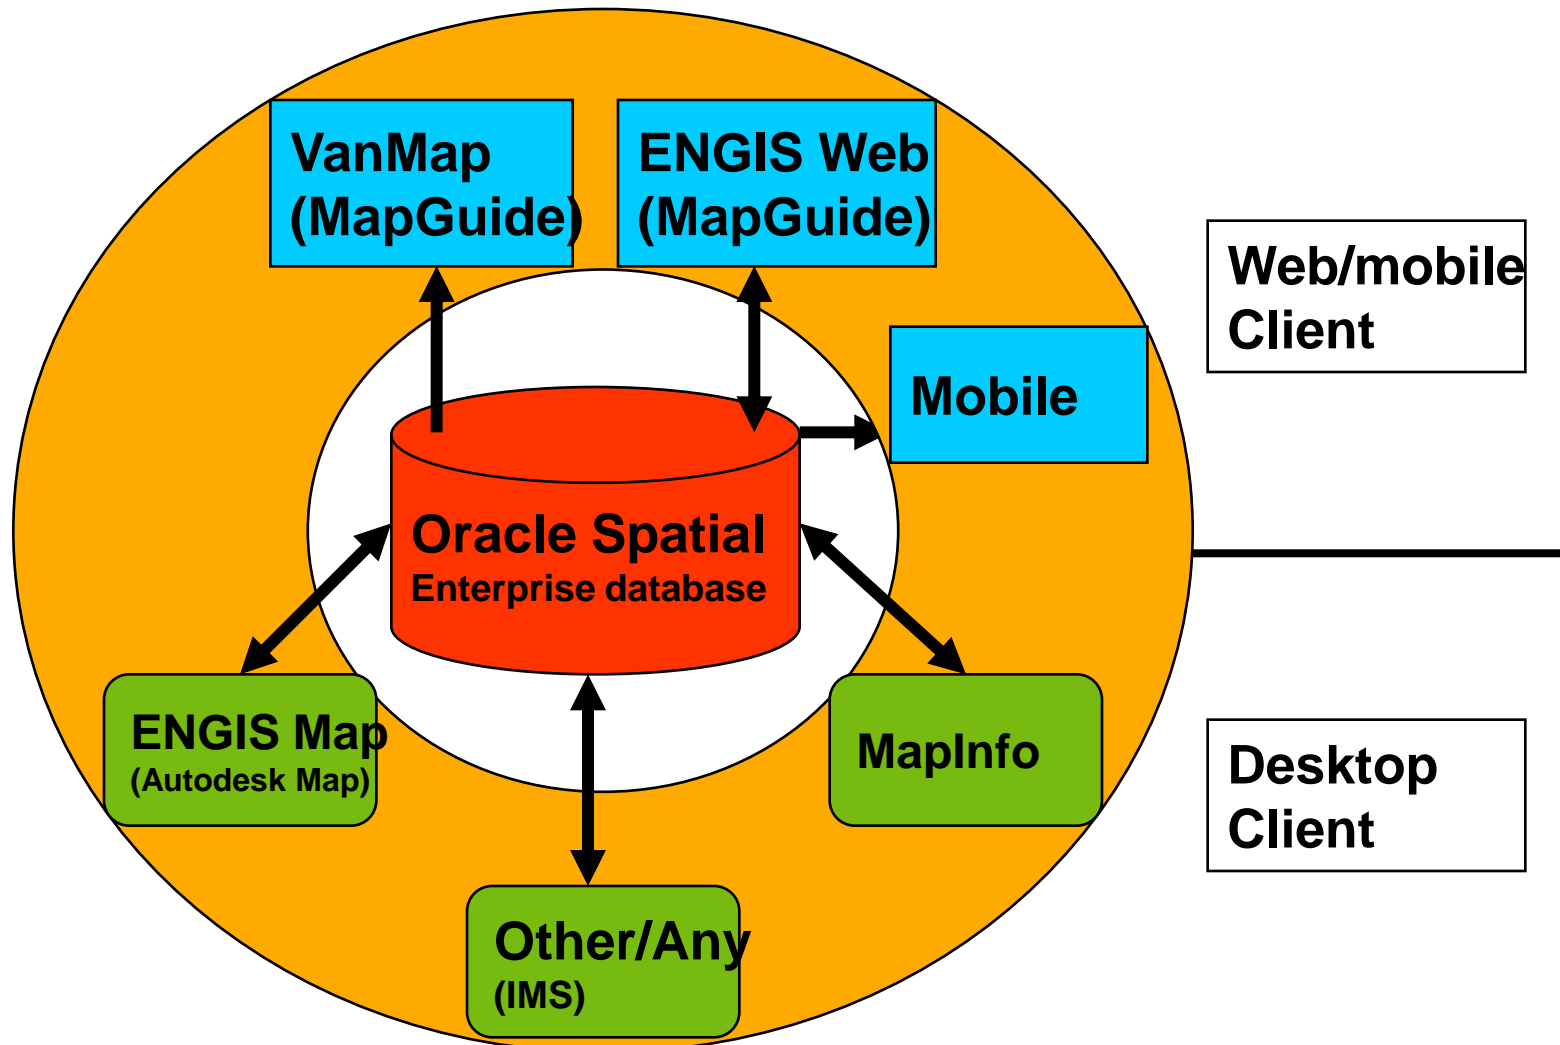 VanMap
(MapGuide)
ENGIS Web
(MapGuide)
Web/mobile
Client
Mobile
Oracle Spatial
Enterprise database
ENGIS Map
(Autodesk Map)
MapInfo
Desktop
Client
Other/Any
(IMS)